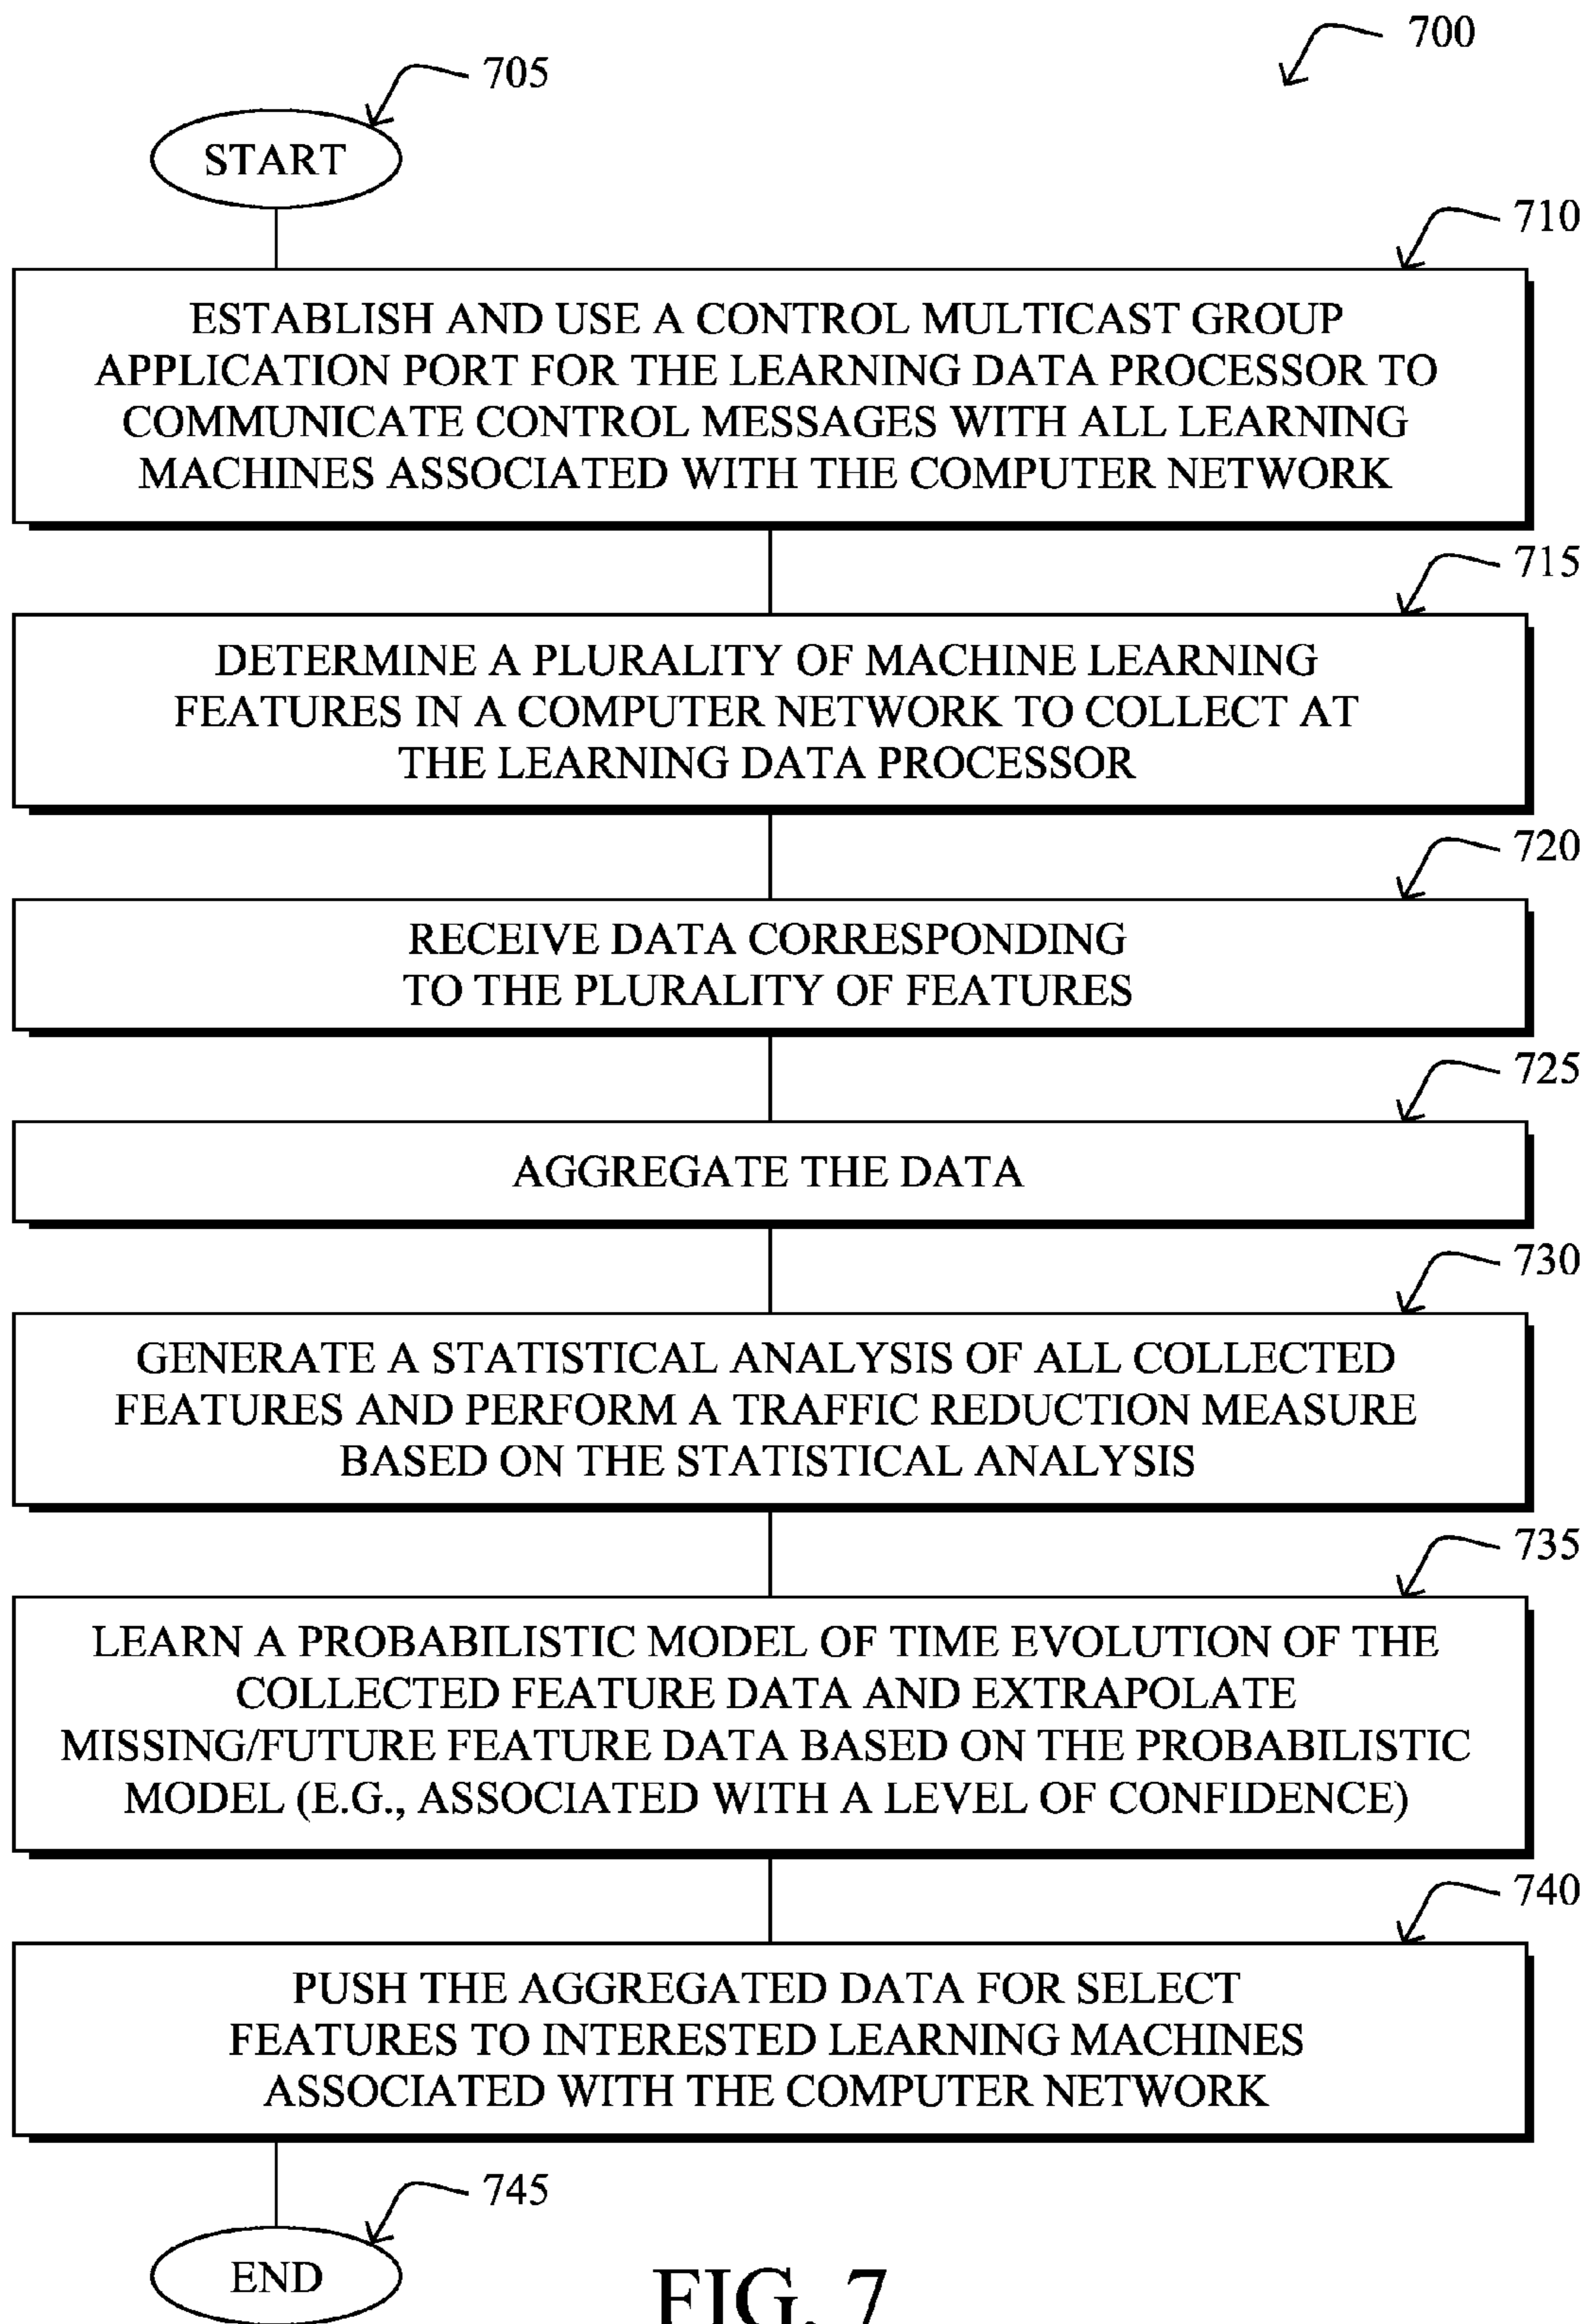 700
705
START
710
ESTABLISH AND USE A CONTROL MULTICAST GROUP
APPLICATION PORT FOR THE LEARNING DATA PROCESSOR TO
COMMUNICATE CONTROL MESSAGES WITH ALL LEARNING
MACHINES ASSOCIATED WITH THE COMPUTER NETWORK
715
DETERMINE A PLURALITY OF MACHINE LEARNING
FEATURES IN A COMPUTER NETWORK TO COLLECT AT
THE LEARNING DATA PROCESSOR
720
RECEIVE DATA CORRESPONDING
TO THE PLURALITY OF FEATURES
725
AGGREGATE THE DATA
730
GENERATE A STATISTICAL ANALYSIS OF ALL COLLECTED
FEATURES AND PERFORM A TRAFFIC REDUCTION MEASURE
BASED ON THE STATISTICAL ANALYSIS
735
LEARN A PROBABILISTIC MODEL OF TIME EVOLUTION OF THE
COLLECTED FEATURE DATA AND EXTRAPOLATE
MISSING/FUTURE FEATURE DATA BASED ON THE PROBABILISTIC
MODEL (E.G., ASSOCIATED WITH A LEVEL OF CONFIDENCE)
740
PUSH THE AGGREGATED DATA FOR SELECT
FEATURES TO INTERESTED LEARNING MACHINES
ASSOCIATED WITH THE COMPUTER NETWORK
745
END
FIG. 7